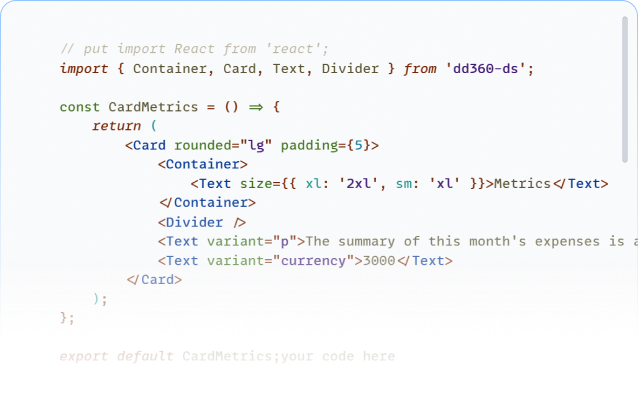 // put import React from 'react';
import { Container, Card, Text, Divider } from 'dd360-ds';
const CardMetrics = () => {
return (
<Card rounded="lg" padding={5}>
<Container>
<Text size={{ xl: '2xl', sm: 'xl' }}>Metrics</Text>
</Container>
<Divider />
<Text variant="p">The summary of this month's expenses is a
<Text variant="currency">3000</Text>
</Card>
);
};
export default CardMetrics;your code here